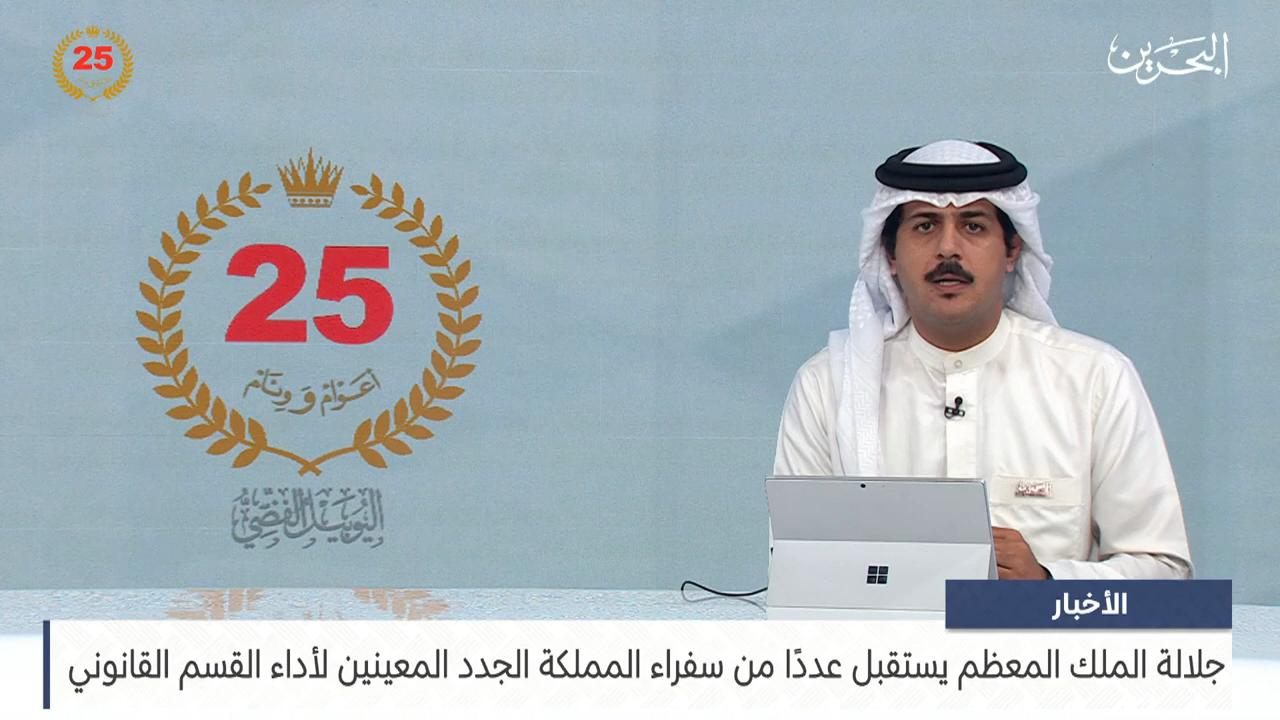 25
البحرين
25
أعوام و وئام
اليوبيل الفضي
الأخبار
جلالة الملك المعظم يستقبل عددًا من سفراء المملكة الجدد المعينين لأداء القسم القانوني